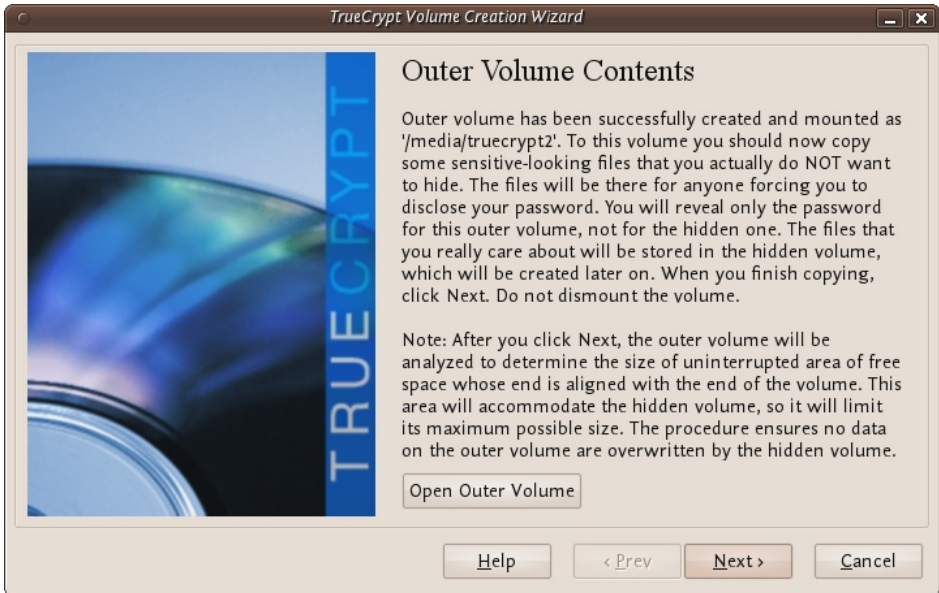 TrueCrypt Volume Creation Wizard
TRUECRYPT
Outer Volume Contents
Outer volume has been successfully created and mounted as
'/media/truecrypt2'. To this volume you should now copy
some sensitive-looking files that you actually do NOT want
to hide. The files will be there for anyone forcing you to
disclose your password. You will reveal only the password
for this outer volume, not for the hidden one. The files that
you really care about will be stored in the hidden volume,
which will be created later on. When you finish copying,
click Next. Do not dismount the volume.
Note: After you click Next, the outer volume will be
analyzed to determine the size of uninterrupted area of free
space whose end is aligned with the end of the volume. This
area will accommodate the hidden volume, so it will limit
its maximum possible size. The procedure ensures no data
on the outer volume are overwritten by the hidden volume.
Open Outer Volume
Help
< Prev
Next >
Cancel